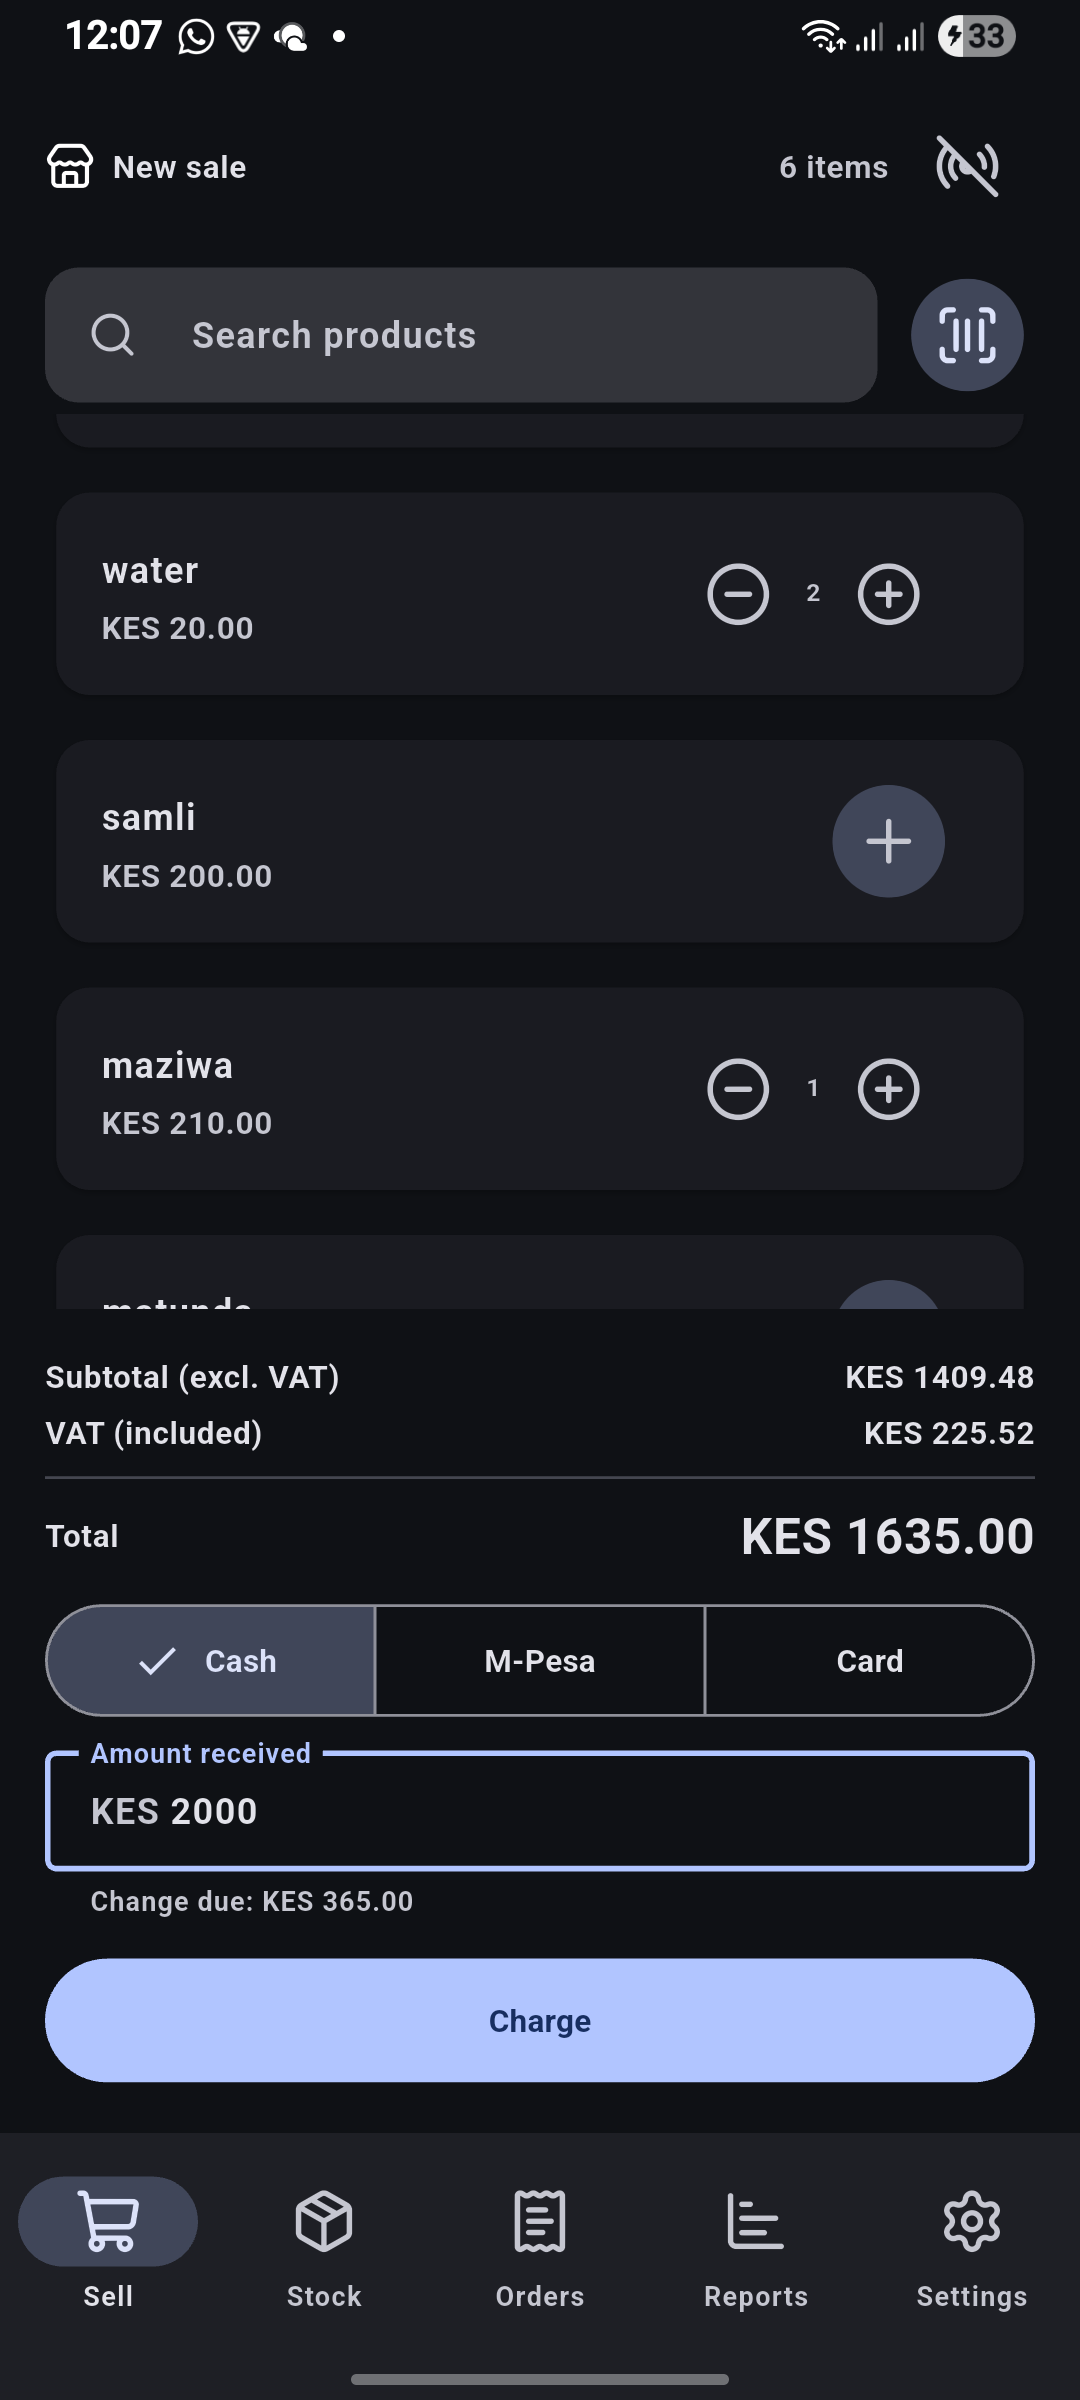 12:07
33
New sale
6 items
Search products
water
KES 20.00
2
samli
KES 200.00
maziwa
KES 210.00
1
Subtotal (excl. VAT)
KES 1409.48
VAT (included)
KES 225.52
Total
KES 1635.00
Cash
M-Pesa
Card
Amount received
KES 2000
Change due: KES 365.00
Charge
Sell
Stock
Orders
Reports
Settings